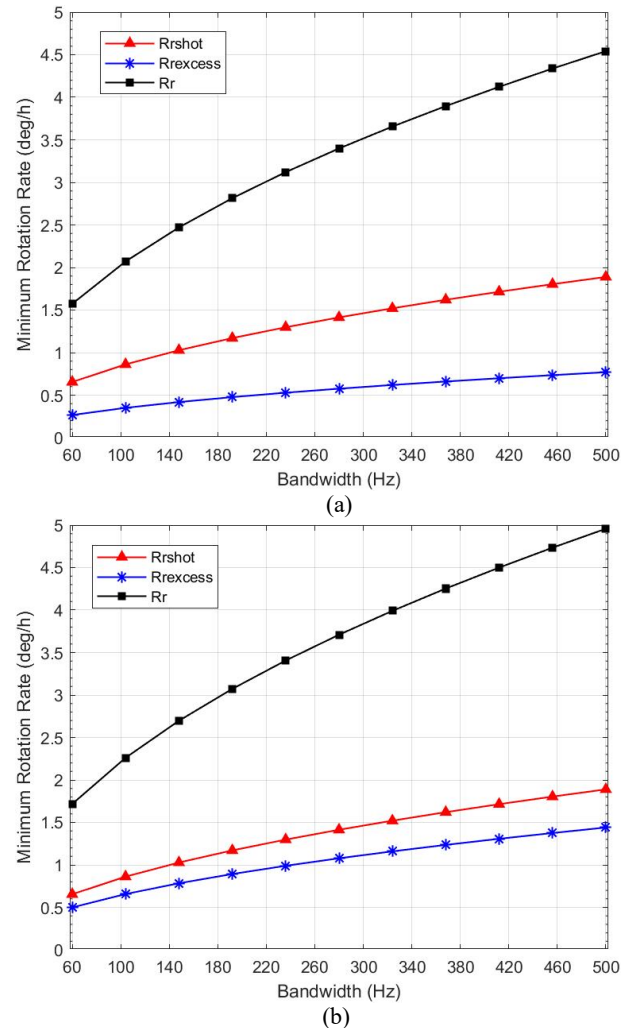 5
4.5
4
3.5
3
2.5
2
1.5
1
0.5
0
Minimum Rotation Rate (deg/h)
Rrshot
Rrexcess
Rr
60 100 140 180 220 260 300 340 380 420 460 500
Bandwidth (Hz)
(a)
5
4.5
4
3.5
3
2.5
2
1.5
1
0.5
0
Minimum Rotation Rate (deg/h)
Rrshot
Rrexcess
Rr
60 100 140 180 220 260 300 340 380 420 460 500
Bandwidth (Hz)
(b)